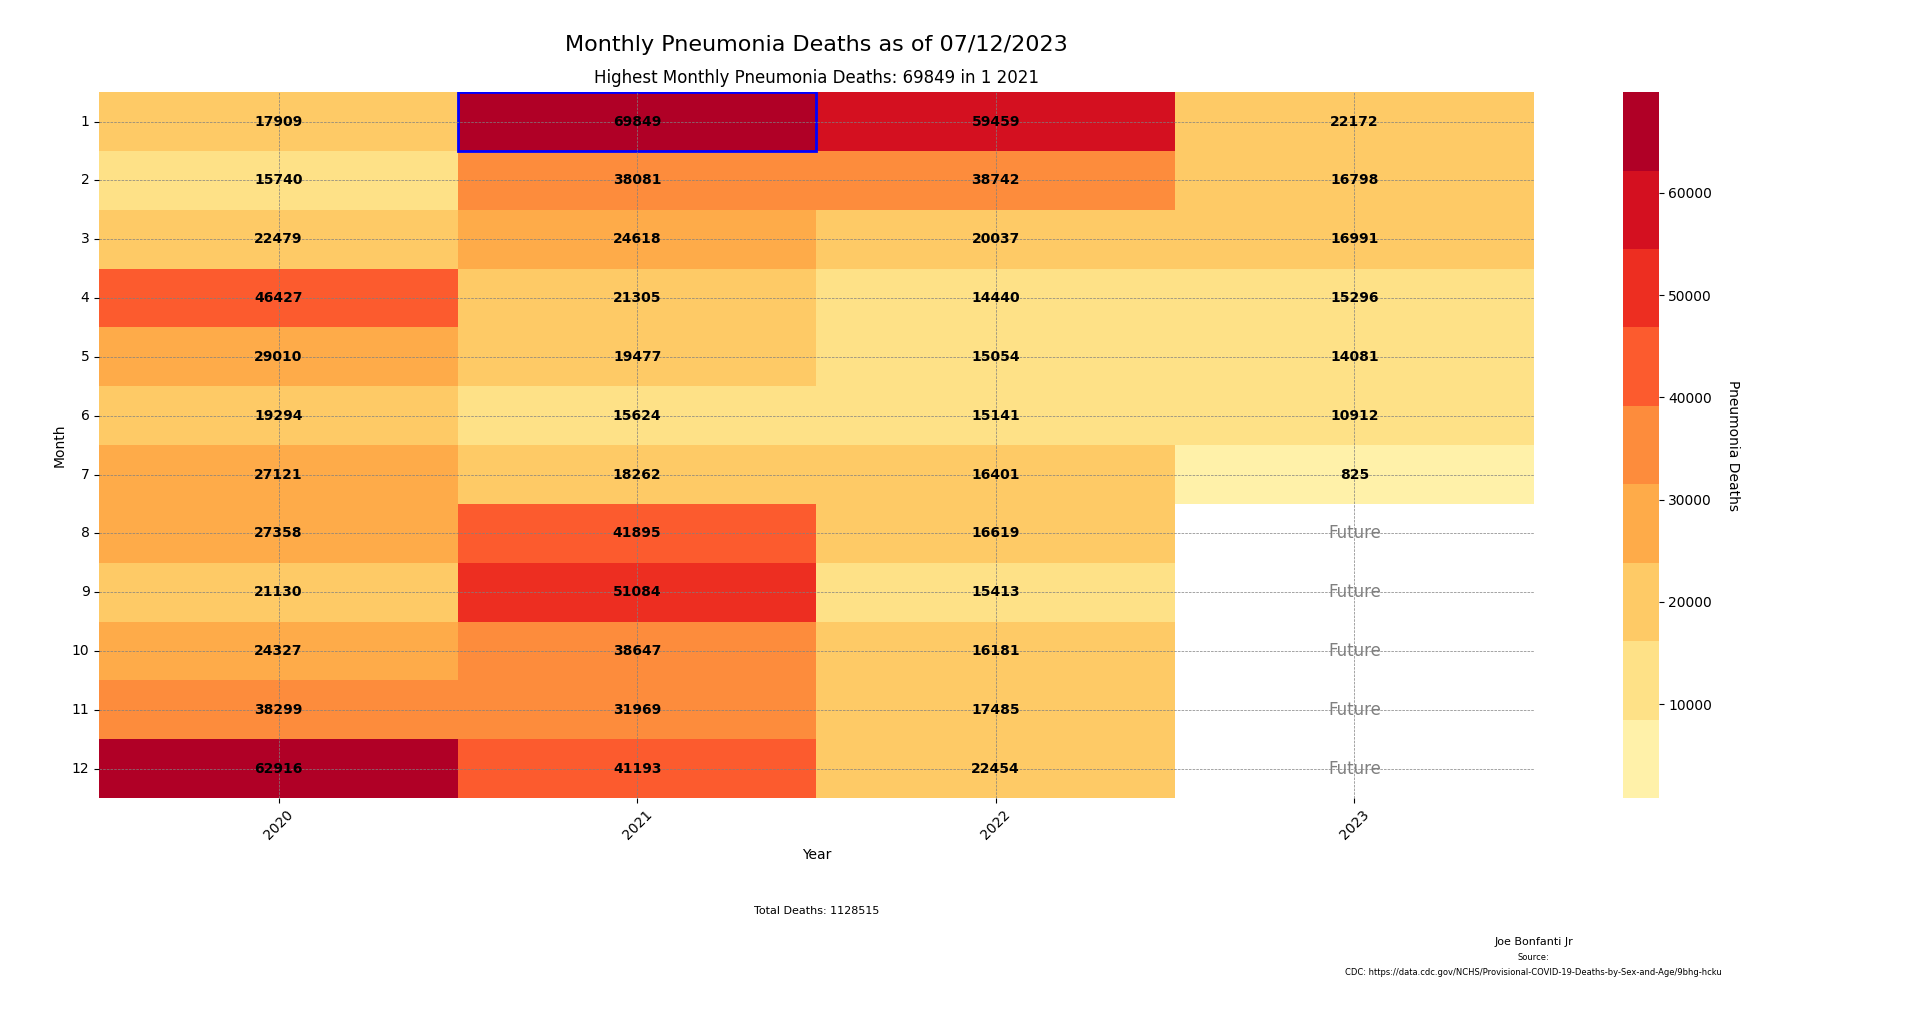 Monthly Pneumonia Deaths as of 07/12/2023
Highest Monthly Pneumonia Deaths: 69849 in 1 2021
1 17909 69849 59459 22172
2 15740 38081 38742 16798
3 22479 24618 20037 16991
4 46427 21305 14440 15296
5 29010 19477 15054 14081
6 19294 15624 15141 10912
7 27121 18262 16401 825
8 27358 41895 16619 Future
9 21130 51084 15413 Future
10 24327 38647 16181 Future
11 38299 31969 17485 Future
12 62916 41193 22454 Future
Month
2020 2021 2022 2023
Year
60000
50000
40000
30000
20000
10000
Pneumonia Deaths
Total Deaths: 1128515
Joe Bonfanti Jr
Source:
CDC: https://data.cdc.gov/NCHS/Provisional-COVID-19-Deaths-by-Sex-and-Age/9bhg-hcku